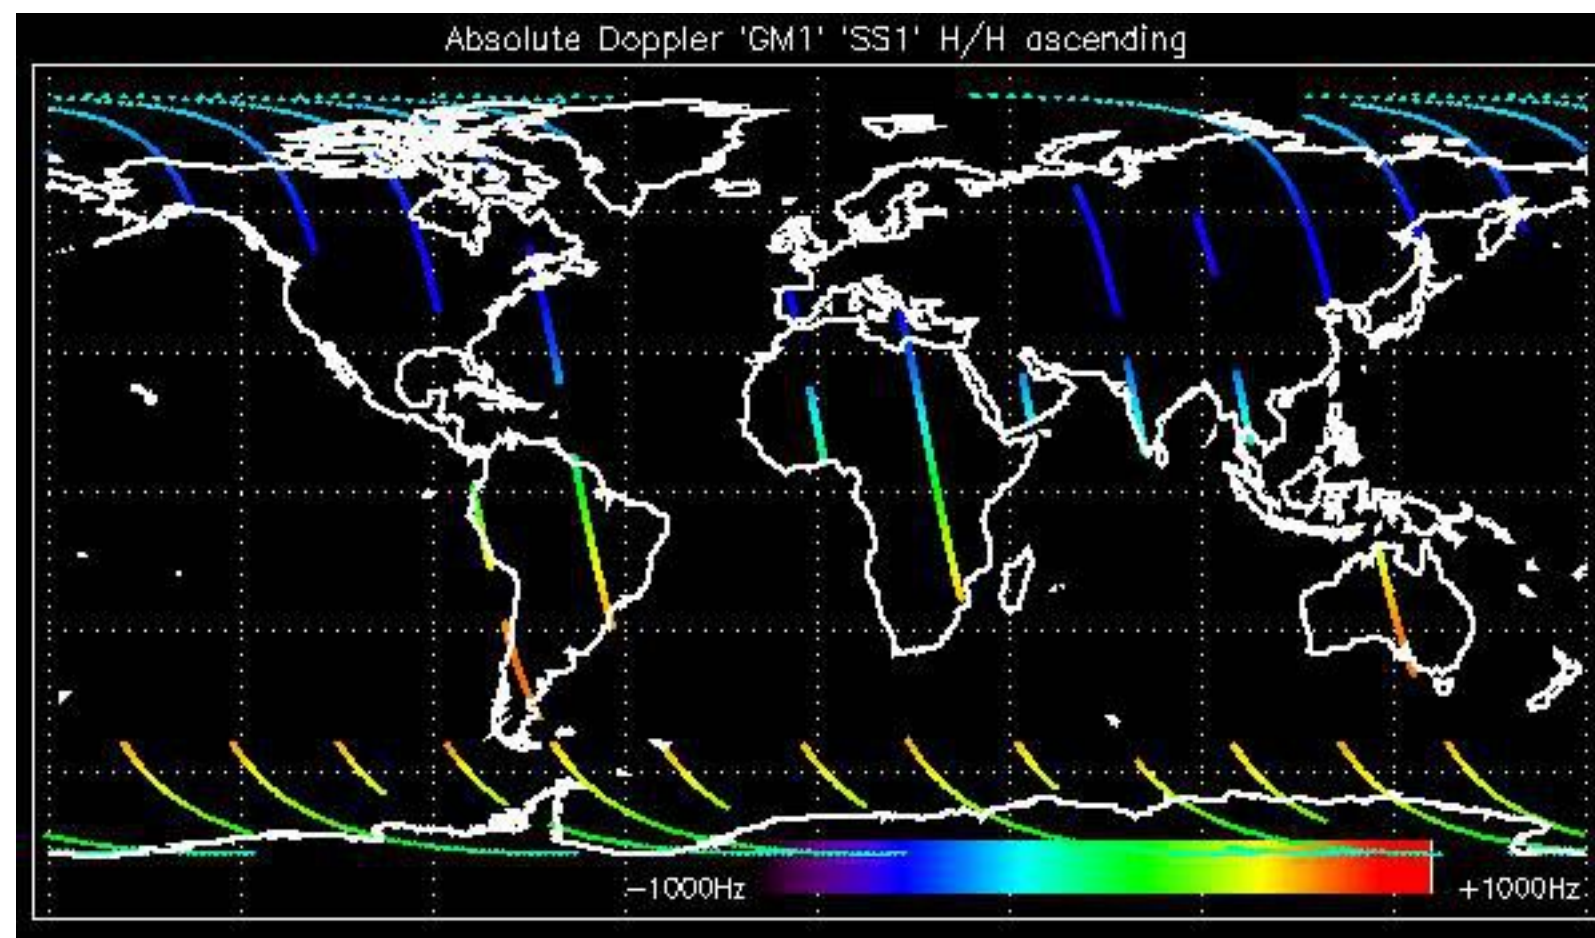 Absolute Doppler 'GM1' 'SS1' H/H ascending
−1000Hz
+1000Hz